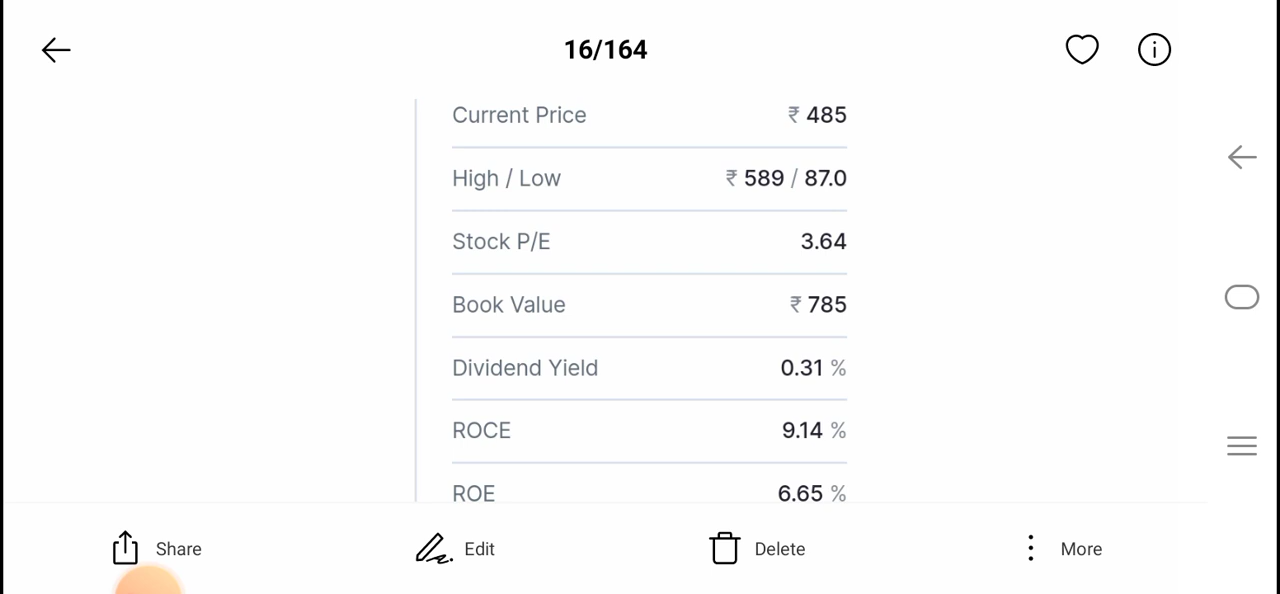 16/164
Current Price ₹ 485
High / Low ₹ 589 / 87.0
Stock P/E 3.64
Book Value ₹ 785
Dividend Yield 0.31 %
ROCE 9.14 %
ROE 6.65 %
Share Edit Delete More